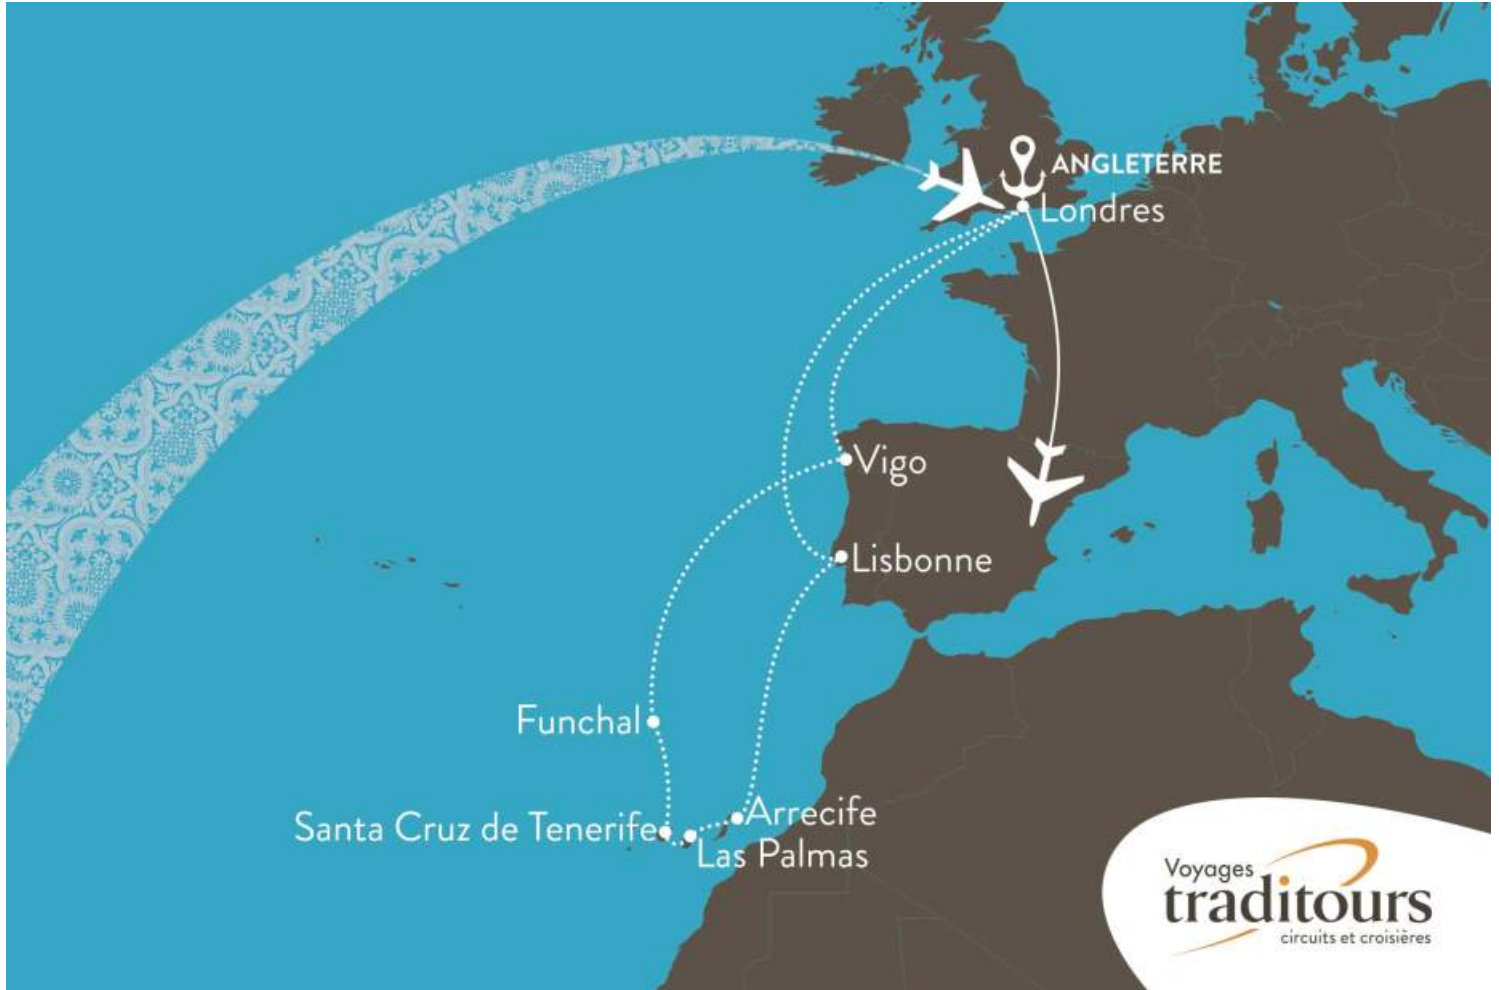 ANGLETERRE
Londres
Vigo
Lisbonne
Funchal
Santa Cruz de Tenerife
Arrecife
Las Palmas
Voyages
traditours
circuits et croisières